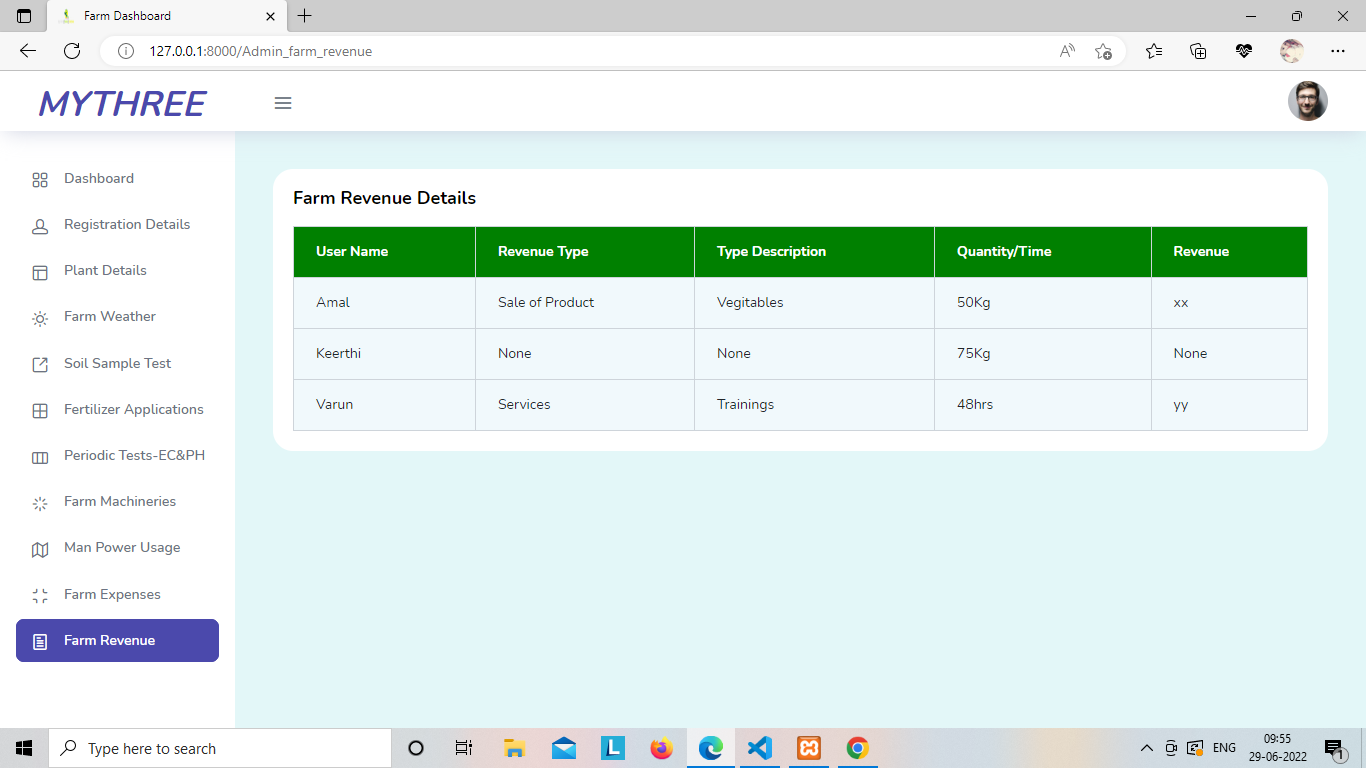 Farm Dashboard
127.0.0.1:8000/Admin_farm_revenue
MYTHREE
Dashboard
Registration Details
Plant Details
Farm Weather
Soil Sample Test
Fertilizer Applications
Periodic Tests-EC&PH
Farm Machineries
Man Power Usage
Farm Expenses
Farm Revenue
Farm Revenue Details
User Name Revenue Type Type Description Quantity/Time Revenue
Amal Sale of Product Vegitables 50Kg xx
Keerthi None None 75Kg None
Varun Services Trainings 48hrs yy
Type here to search
L
ENG
09:55
29-06-2022
1